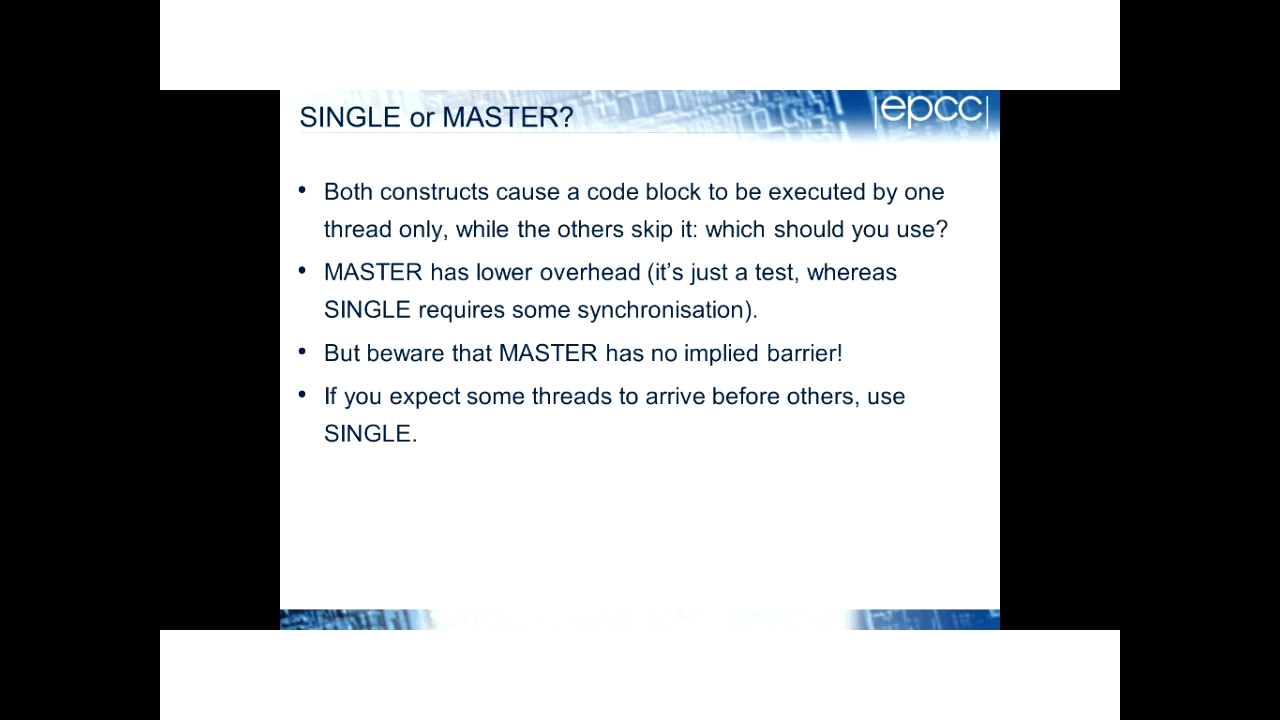 SINGLE or MASTER?
|epcc|
• Both constructs cause a code block to be executed by one
thread only, while the others skip it: which should you use?
• MASTER has lower overhead (it’s just a test, whereas
SINGLE requires some synchronisation).
• But beware that MASTER has no implied barrier!
• If you expect some threads to arrive before others, use
SINGLE.